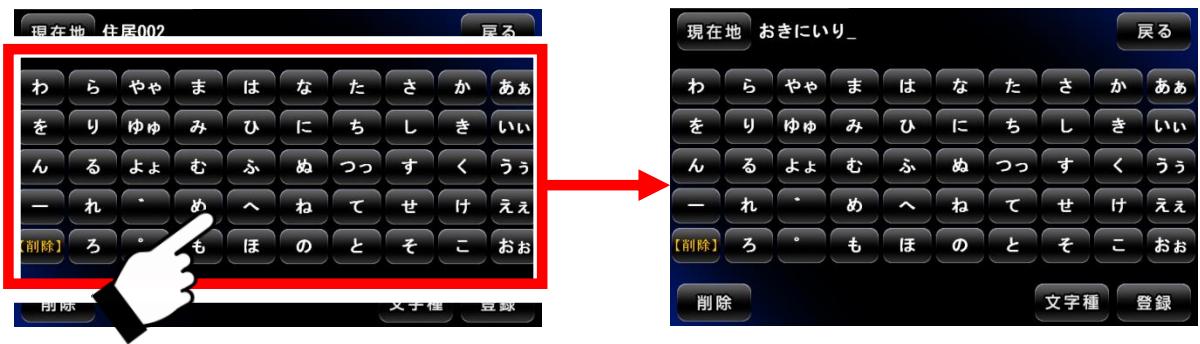 現在地 住居002 戻る
わ ら やゃ ま は な た さ か あぁ
を り ゆゅ み ひ に ち し き いぃ
ん る よょ む ふ ぬ つっ す く うぅ
ー れ ゛ め へ ね て せ け えぇ
【削除】 ろ ゜ も ほ の と そ こ おぉ
削除 文字種 登録
現在地 おきにいり_ 戻る
わ ら やゃ ま は な た さ か あぁ
を り ゆゅ み ひ に ち し き いぃ
ん る よょ む ふ ぬ つっ す く うぅ
ー れ ゛ め へ ね て せ け えぇ
【削除】 ろ ゜ も ほ の と そ こ おぉ
削除 文字種 登録